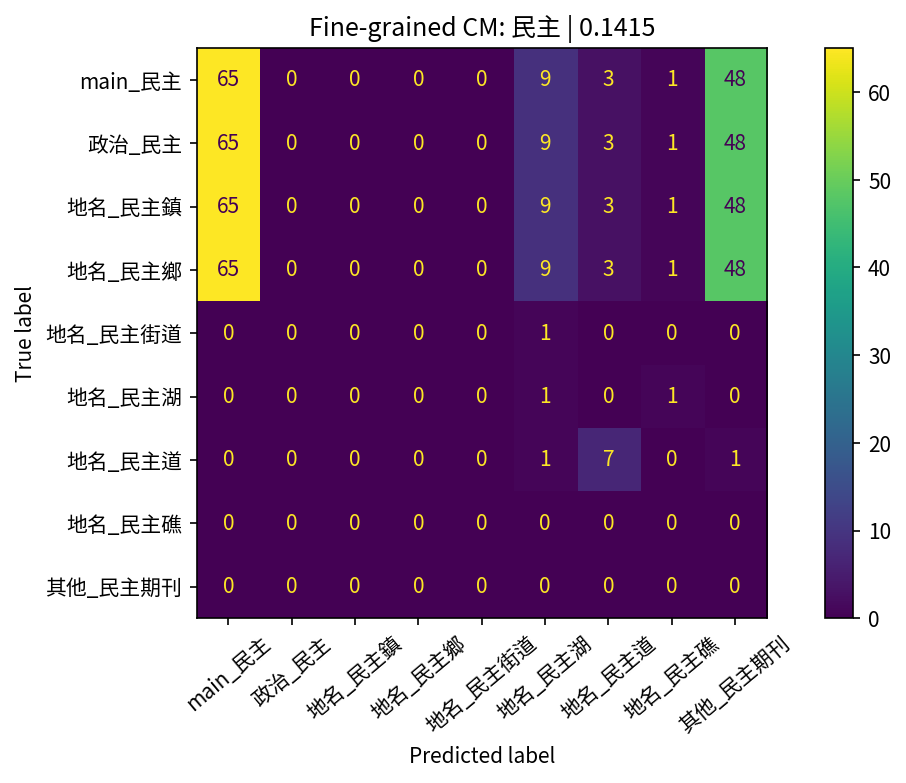 Fine-grained CM: 民主 | 0.1415
True label
main_民主 65 0 0 0 0 9 3 1 48
政治_民主 65 0 0 0 0 9 3 1 48
地名_民主鎮 65 0 0 0 0 9 3 1 48
地名_民主鄉 65 0 0 0 0 9 3 1 48
地名_民主街道 0 0 0 0 0 1 0 0 0
地名_民主湖 0 0 0 0 0 1 0 1 0
地名_民主道 0 0 0 0 0 1 7 0 1
地名_民主礁 0 0 0 0 0 0 0 0 0
其他_民主期刊 0 0 0 0 0 0 0 0 0
main_民主
政治_民主
地名_民主鎮
地名_民主鄉
地名_民主街道
地名_民主湖
地名_民主道
地名_民主礁
其他_民主期刊
Predicted label
60
50
40
30
20
10
0